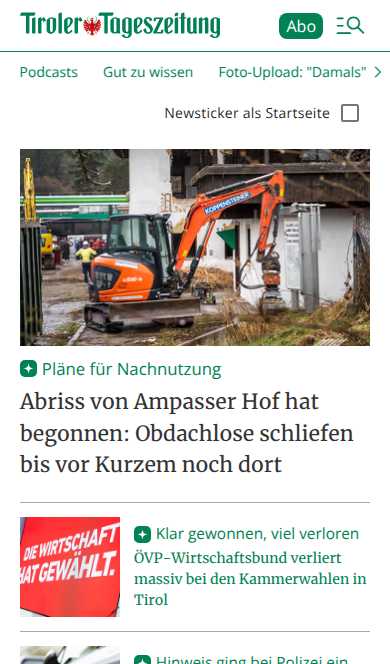 Tiroler Tageszeitung
Abo
Podcasts Gut zu wissen Foto-Upload: "Damals"
Newsticker als Startseite
KOPPENSTEINER
Pläne für Nachnutzung
Abriss von Ampasser Hof hat
begonnen: Obdachlose schliefen
bis vor Kurzem noch dort
DIE WIRTSCHAFT
HAT GEWÄHLT.
Klar gewonnen, viel verloren
ÖVP-Wirtschaftsbund verliert
massiv bei den Kammerwahlen in
Tirol
Hinweis ging bei Polizei ein